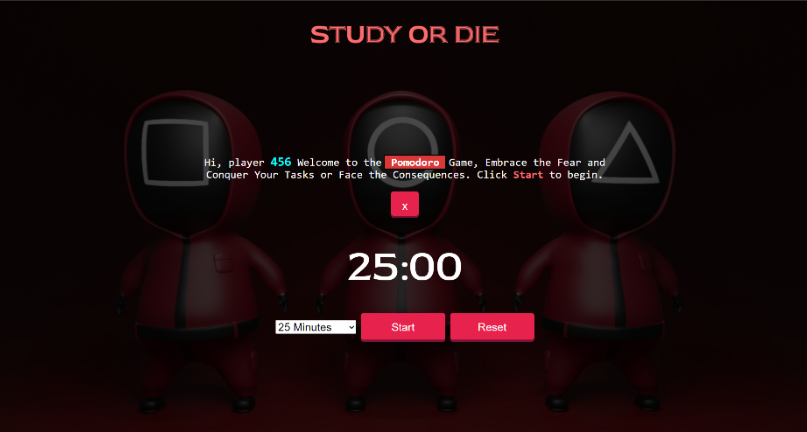 STUDY OR DIE
Hi, player 456 Welcome to the Pomodoro Game, Embrace the Fear and
Conquer Your Tasks or Face the Consequences. Click Start to begin.
x
25:00
25 Minutes Start Reset